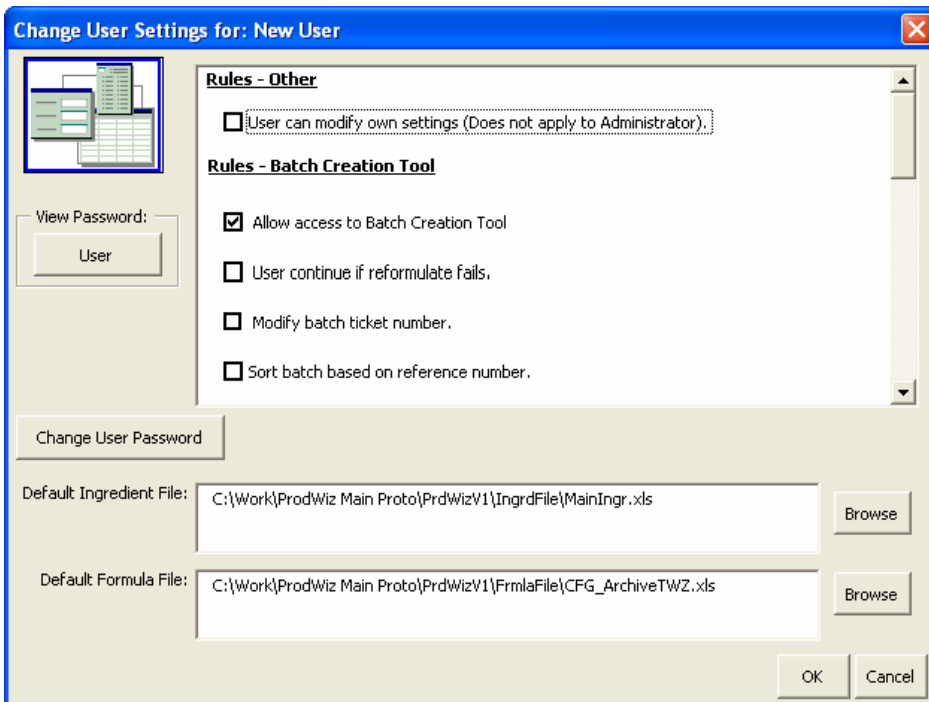 Change User Settings for: New User
Rules - Other
User can modify own settings (Does not apply to Administrator).
Rules - Batch Creation Tool
View Password:
Allow access to Batch Creation Tool
User
User continue if reformulate fails.
Modify batch ticket number.
Sort batch based on reference number.
Change User Password
Default Ingredient File:
C:\Work\ProdWiz Main Proto\PrdWizV1\IngrdFile\MainIngr.xls
Browse
Default Formula File:
C:\Work\ProdWiz Main Proto\PrdWizV1\FrmlaFile\CFG_ArchiveTWZ.xls
Browse
OK
Cancel